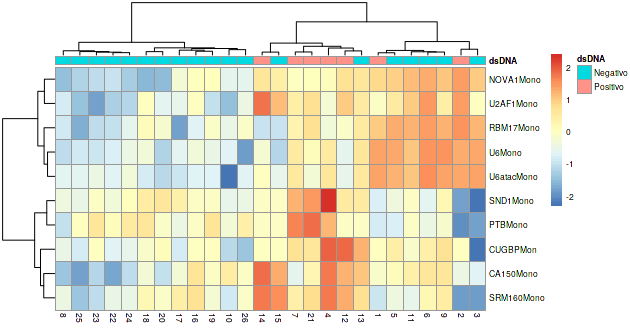 dsDNA
NOVA1Mono
U2AF1Mono
RBM17Mono
U6Mono
U6atacMono
SND1Mono
PTBMono
CUGBPMon
CA150Mono
SRM160Mono
8 25 23 22 24 18 20 17 16 19 10 26 14 15 7 21 4 12 13 1 5 11 6 9 2 3
2
1
0
-1
-2
dsDNA
Negativo
Positivo